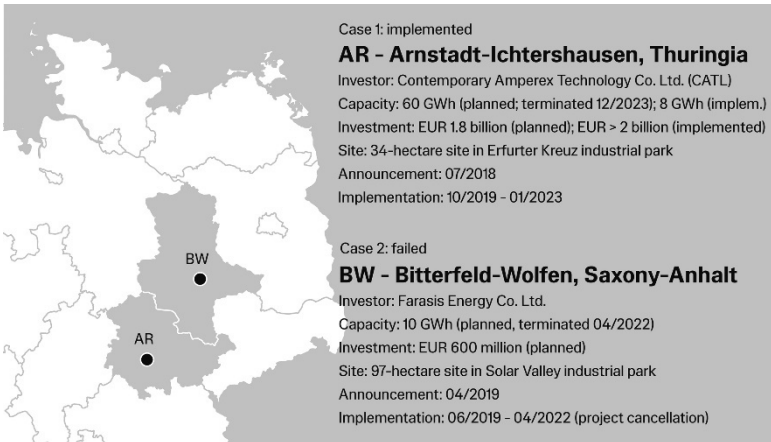 Case 1: implemented
AR - Arnstadt-Ichtershausen, Thuringia
Investor: Contemporary Amperex Technology Co. Ltd. (CATL)
Capacity: 60 GWh (planned; terminated 12/2023); 8 GWh (implem.)
Investment: EUR 1.8 billion (planned); EUR > 2 billion (implemented)
Site: 34-hectare site in Erfurter Kreuz industrial park
Announcement: 07/2018
Implementation: 10/2019 - 01/2023
Case 2: failed
BW - Bitterfeld-Wolfen, Saxony-Anhalt
Investor: Farasis Energy Co. Ltd.
Capacity: 10 GWh (planned, terminated 04/2022)
Investment: EUR 600 million (planned)
Site: 97-hectare site in Solar Valley industrial park
Announcement: 04/2019
Implementation: 06/2019 - 04/2022 (project cancellation)
BW
AR